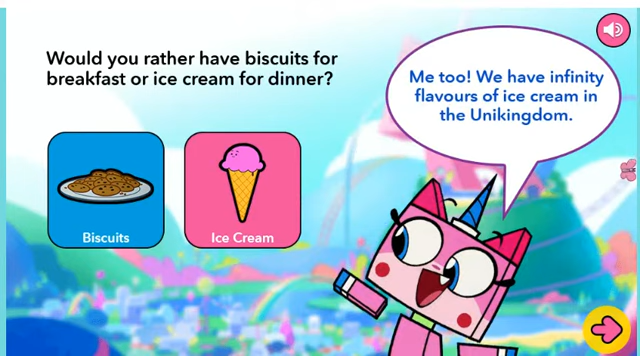 Would you rather have biscuits for
breakfast or ice cream for dinner?
Me too! We have infinity
flavours of ice cream in
the Unikingdom.
Biscuits
Ice Cream